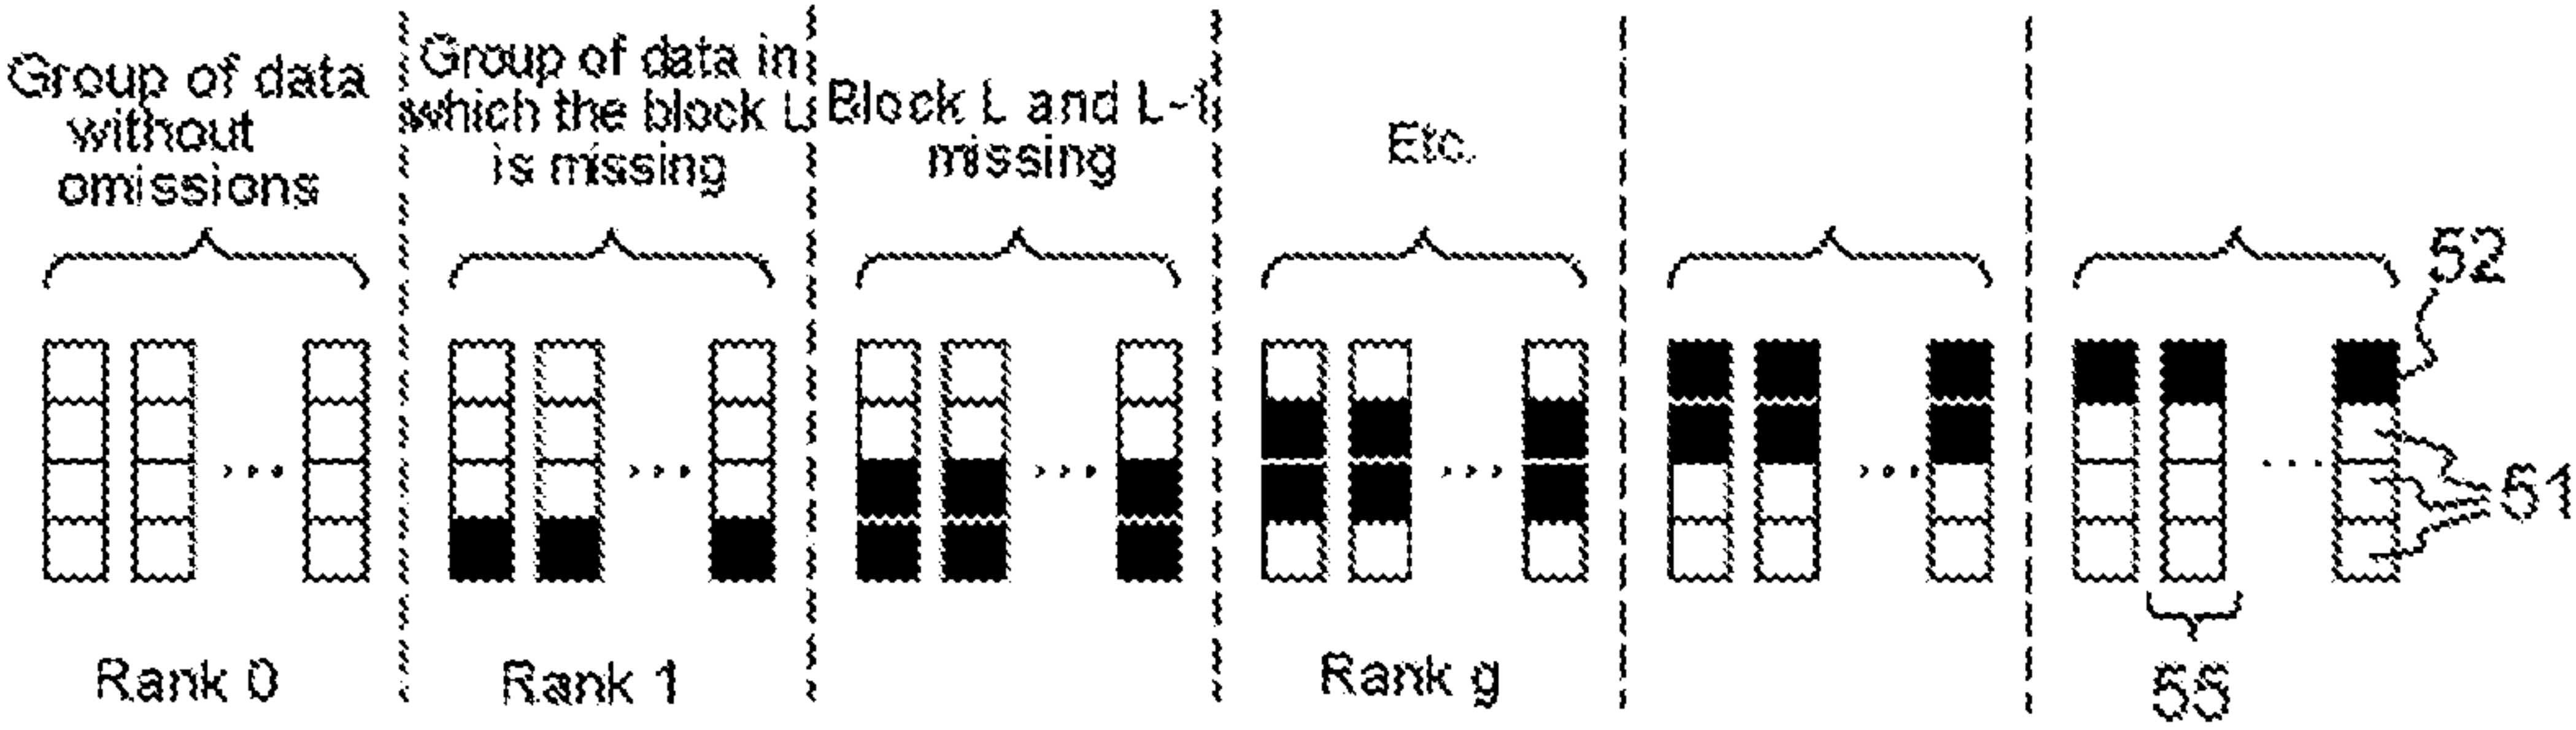 Group of data
without
omissions
Group of data in
which the block L
is missing
Block L and L-1
missing
Etc.
52
51
...
...
...
...
...
...
Rank 0
Rank 1
Rank g
55